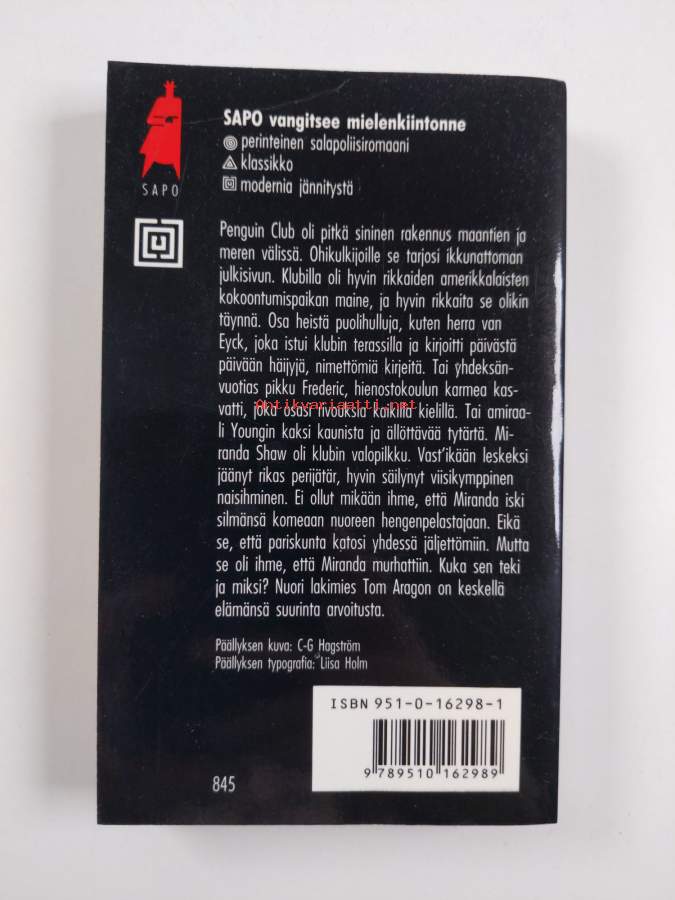 SAPO
SAPO vangitsee mielenkiintonne
perinteinen salapoliisiromaani
klassikko
modernia jännitystä
Penguin Club oli pitkä sininen rakennus maantien ja
meren välissä. Ohikulkijoille se tarjosi ikkunattoman
julkisivun. Klubilla oli hyvin rikkaiden amerikkalaisten
kokoontumispaikan maine, ja hyvin rikkaita se olikin
täynnä. Osa heistä puolihulluja, kuten herra van
Eyck, joka istui klubin terassilla ja kirjoitti päivästä
päivään häijyjä, nimettömiä kirjeitä. Tai yhdeksän-
vuotias pikku Frederic, hienostokoulun karmea kas-
vatti, joka osasi rivouksia kaikilla kielillä. Tai amiraa-
Antikvariaatti.net
li Youngin kaksi kaunista ja ällöttävää tytärtä. Mi-
randa Shaw oli klubin valopilkku. Vast'ikään leskeksi
jäänyt rikas perijätär, hyvin säilynyt viisikymppinen
naisihminen. Ei ollut mikään ihme, että Miranda iski
silmänsä komeaan nuoreen hengenpelastajaan. Eikä
se, että pariskunta katosi yhdessä jäljettömiin. Mutta
se oli ihme, että Miranda murhattiin. Kuka sen teki
ja miksi? Nuori lakimies Tom Aragon on keskellä
elämänsä suurinta arvoitusta.
Päällyksen kuva: C-G Hagström
Päällyksen typografia: Liisa Holm
ISBN 951-0-16298-1
9 789510 162989
845